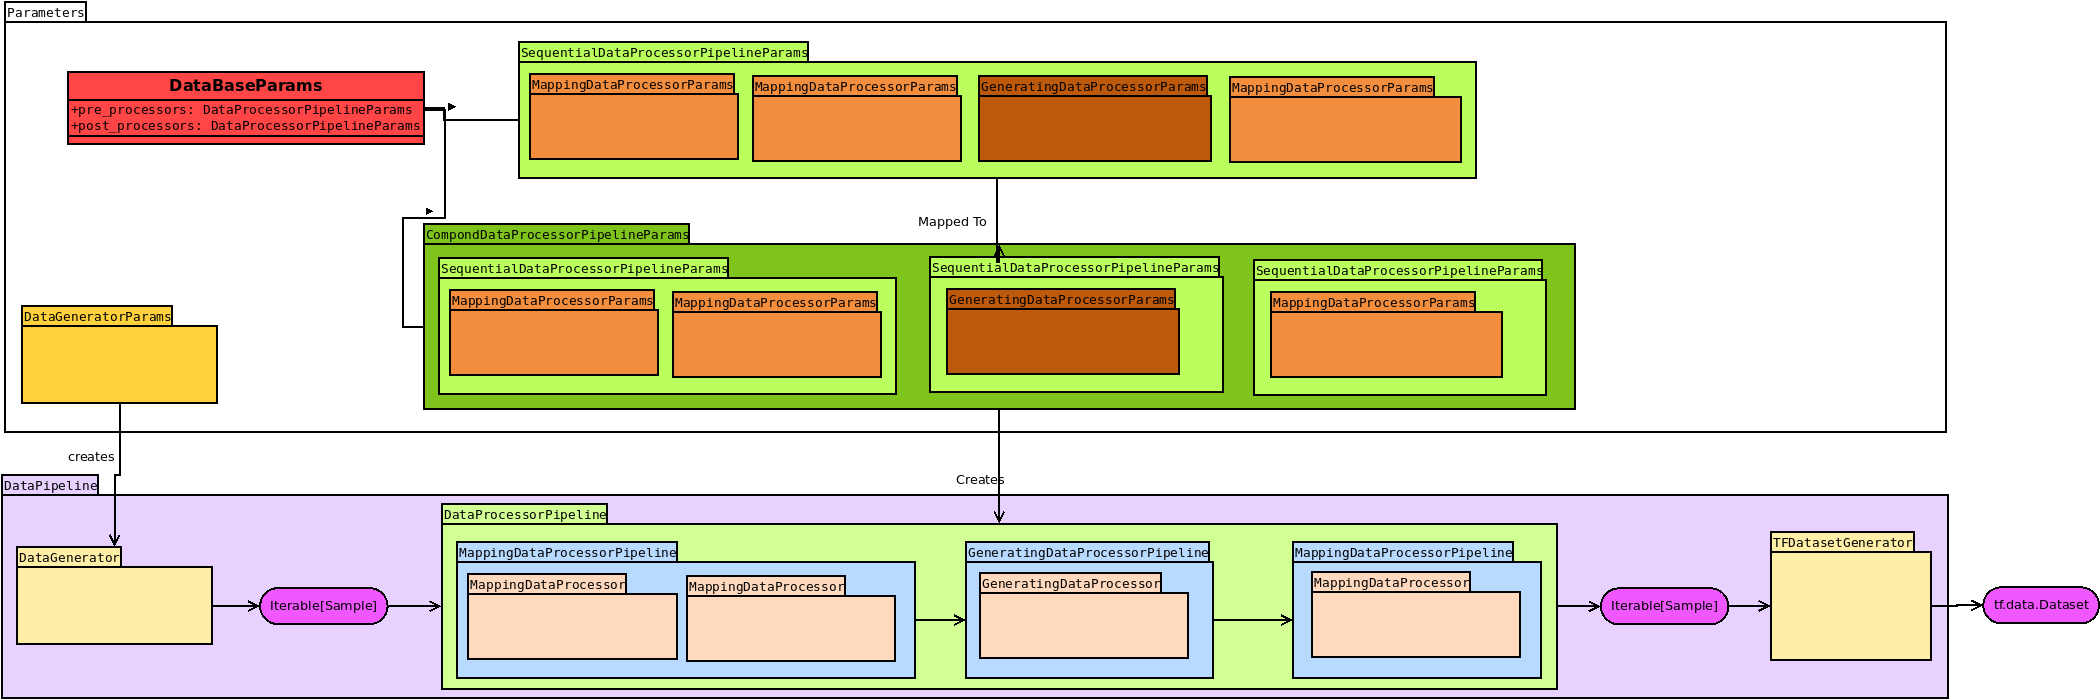 Parameters
SequentialDataProcessorPipelineParams
MappingDataProcessorParams
MappingDataProcessorParams
GeneratingDataProcessorParams
MappingDataProcessorParams
DataBaseParams
+pre_processors: DataProcessorPipelineParams
+post_processors: DataProcessorPipelineParams
Mapped To
CompondDataProcessorPipelineParams
SequentialDataProcessorPipelineParams
MappingDataProcessorParams
MappingDataProcessorParams
SequentialDataProcessorPipelineParams
GeneratingDataProcessorParams
SequentialDataProcessorPipelineParams
MappingDataProcessorParams
DataGeneratorParams
creates
Creates
DataPipeline
DataGenerator
Iterable[Sample]
DataProcessorPipeline
MappingDataProcessorPipeline
MappingDataProcessor
MappingDataProcessor
GeneratingDataProcessorPipeline
GeneratingDataProcessor
MappingDataProcessorPipeline
MappingDataProcessor
Iterable[Sample]
TFDatasetGenerator
tf.data.Dataset